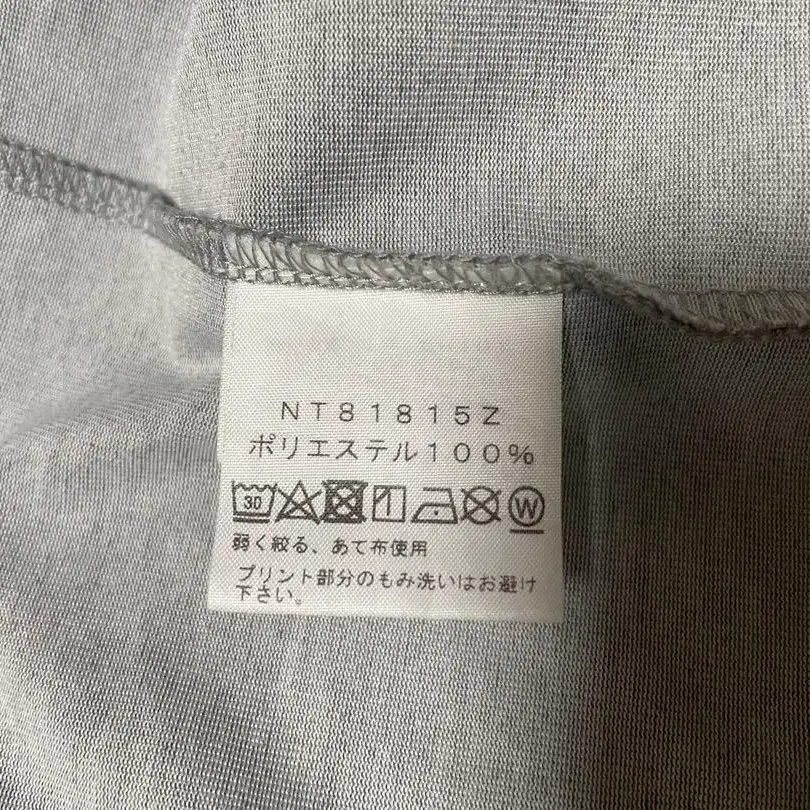 NT81815Z
ポリエステル100%
30
W
弱く絞る、あて布使用
プリント部分のもみ洗いはお避け
下さい。